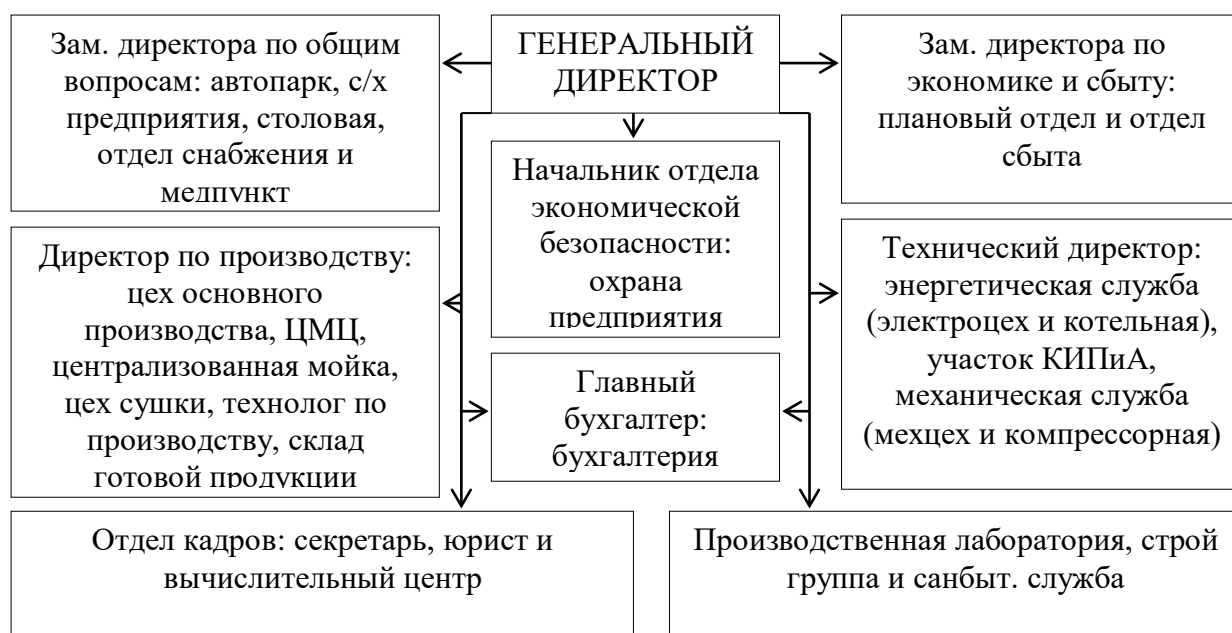 Зам. директора по общим
вопросам: автопарк, с/х
предприятия, столовая,
отдел снабжения и
медпункт
ГЕНЕРАЛЬНЫЙ
ДИРЕКТОР
Зам. директора по
экономике и сбыту:
плановый отдел и отдел
сбыта
Начальник отдела
экономической
безопасности:
охрана
предприятия
Директор по производству:
цех основного
производства, ЦМЦ,
централизованная мойка,
цех сушки, технолог по
производству, склад
готовой продукции
Технический директор:
энергетическая служба
(электроцех и котельная),
участок КИПиА,
механическая служба
(мехцех и компрессорная)
Главный
бухгалтер:
бухгалтерия
Отдел кадров: секретарь, юрист и
вычислительный центр
Производственная лаборатория, строй
группа и санбыт. служба